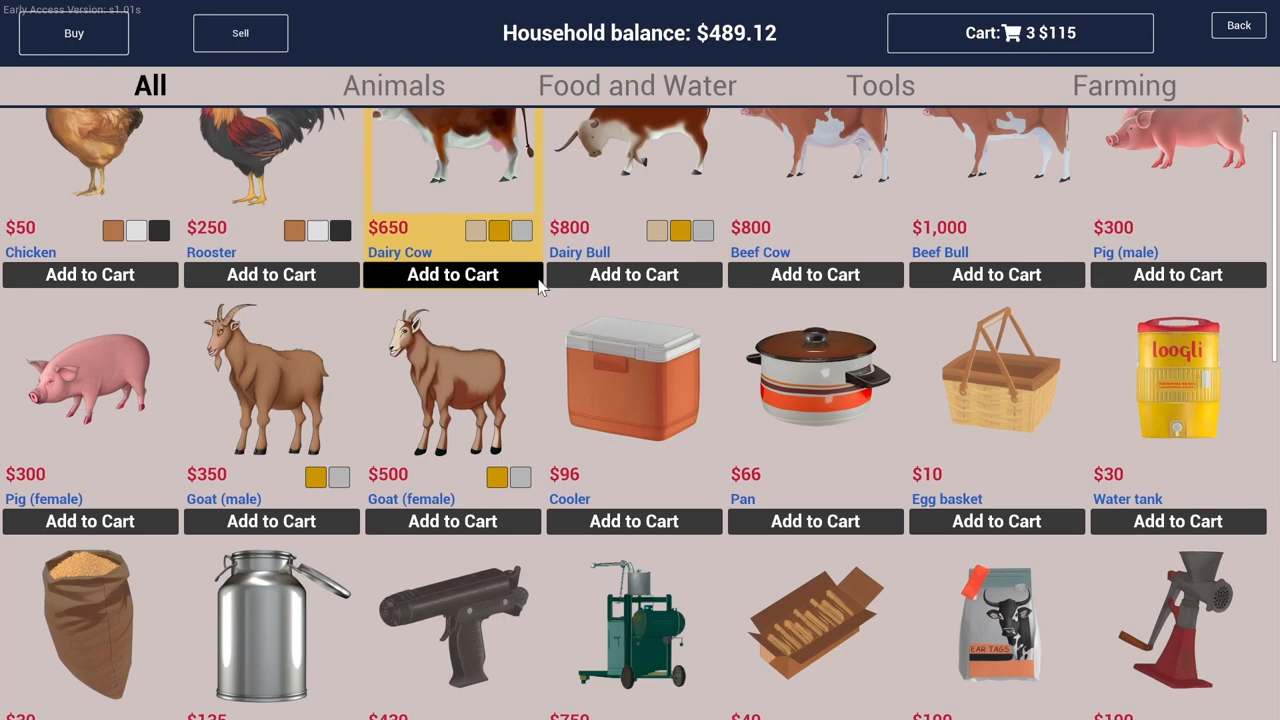 Early Access Version: s1.01s
Buy
Sell
Household balance: $489.12
Cart: 3 $115
Back
All
Animals
Food and Water
Tools
Farming
$50
$250
$650
$800
$800
$1,000
$300
Chicken
Rooster
Dairy Cow
Dairy Bull
Beef Cow
Beef Bull
Pig (male)
Add to Cart
Add to Cart
Add to Cart
Add to Cart
Add to Cart
Add to Cart
Add to Cart
loogli
$300
$350
$500
$96
$66
$10
$30
Pig (female)
Goat (male)
Goat (female)
Cooler
Pan
Egg basket
Water tank
Add to Cart
Add to Cart
Add to Cart
Add to Cart
Add to Cart
Add to Cart
Add to Cart
EAR TAGS